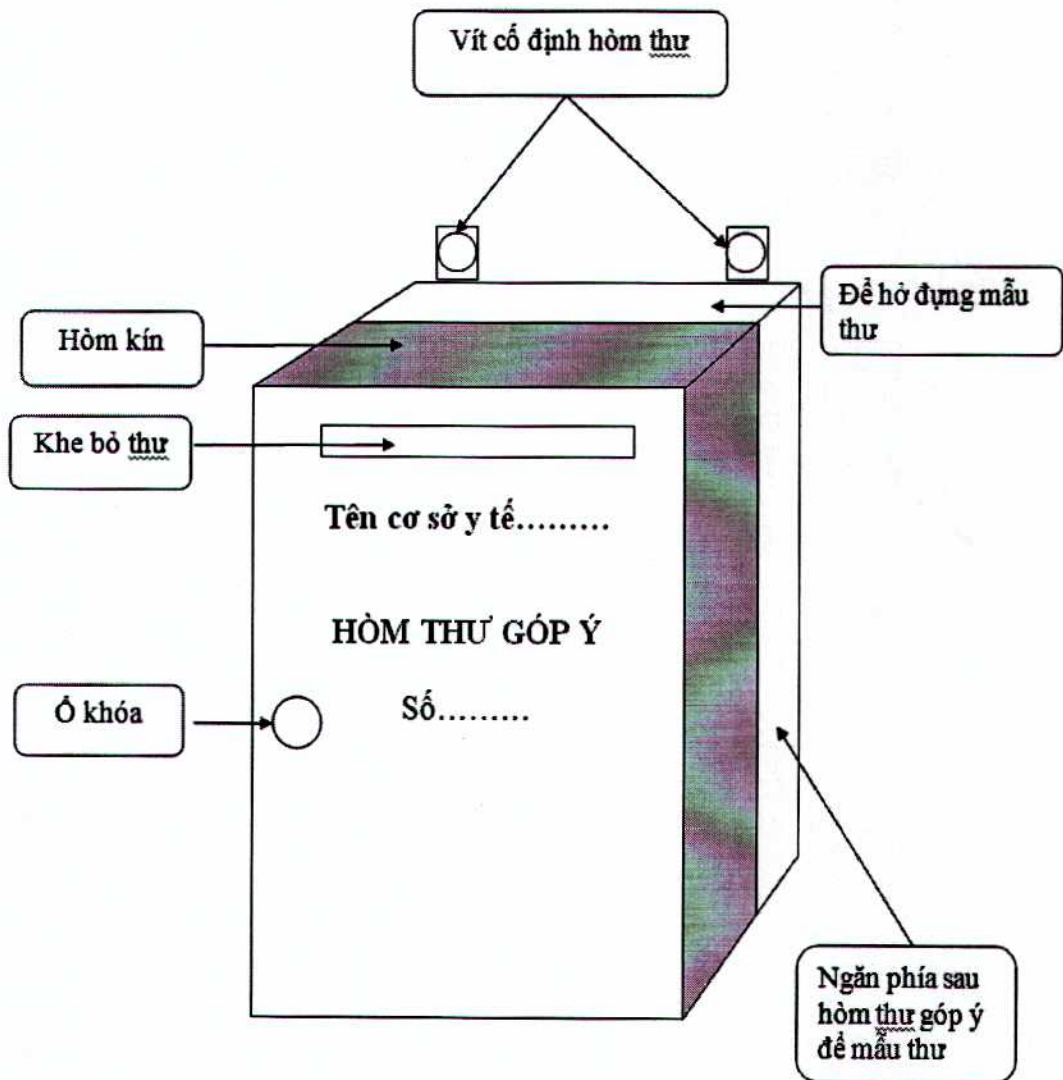 Vít cố định hòm thư
Để hở đựng mẫu
thư
Hòm kín
Khe bỏ thư
Tên cơ sở y tế.........
HÒM THƯ GÓP Ý
Số.........
Ổ khóa
Ngăn phía sau
hòm thư góp ý
để mẫu thư